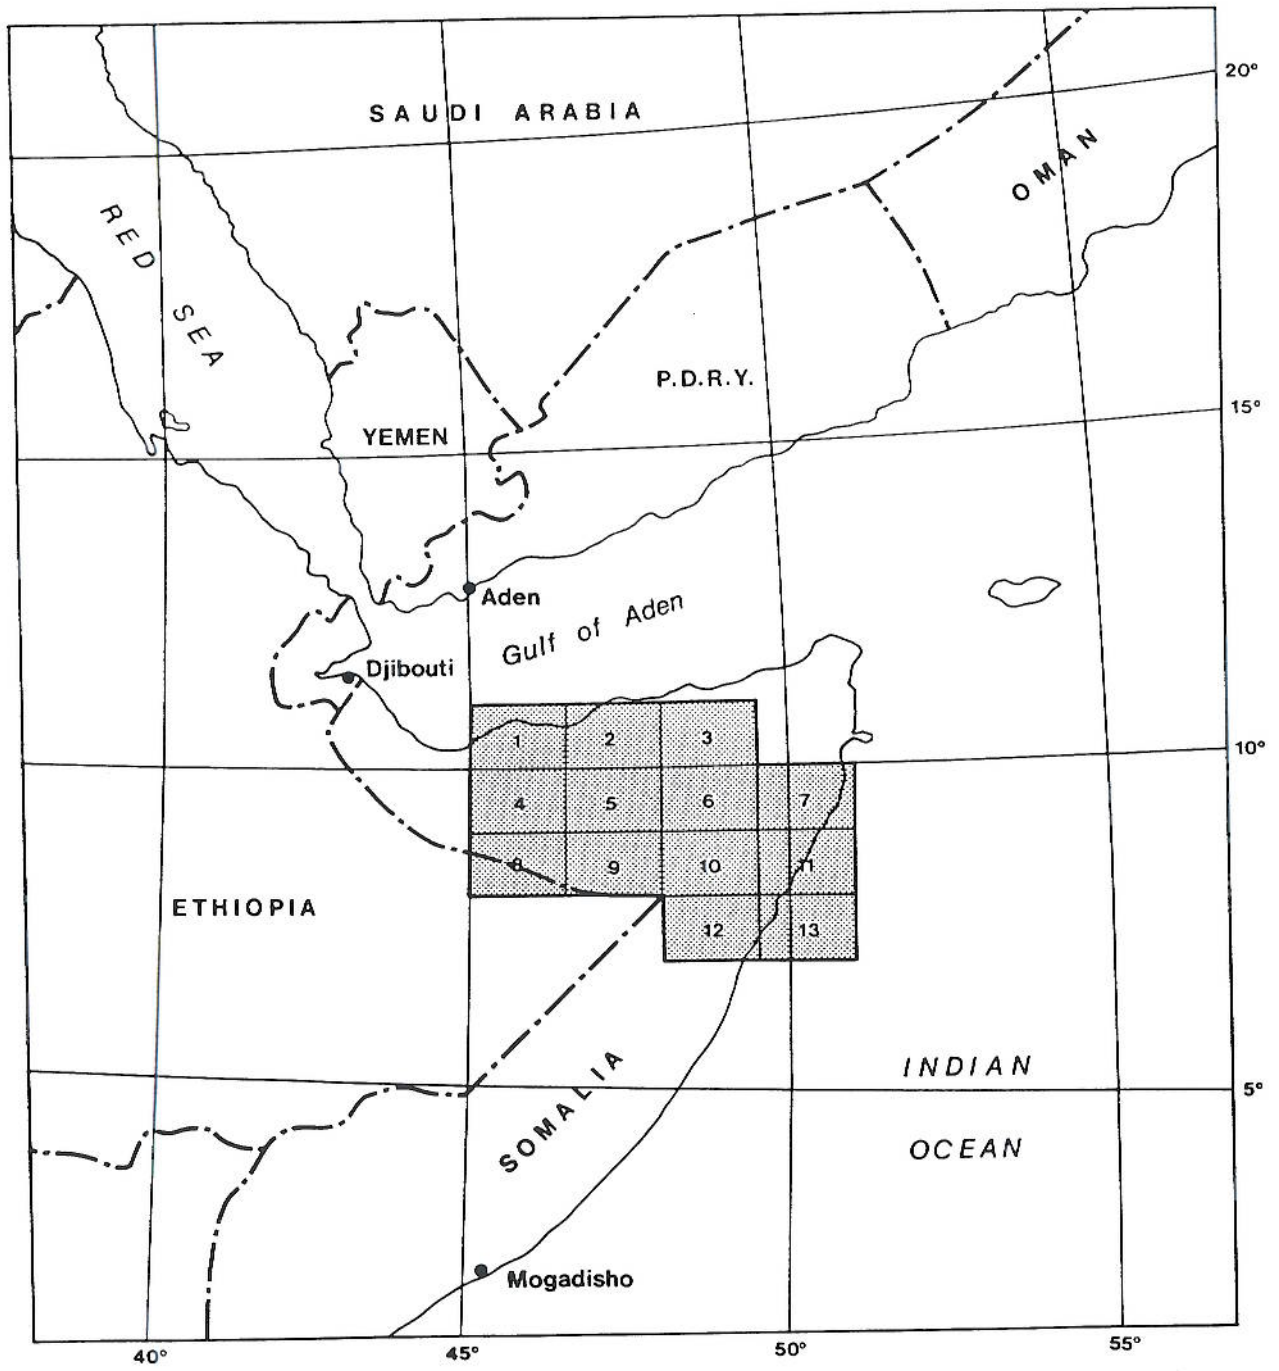 20°
SAUDI ARABIA
OMAN
RED SEA
P.D.R.Y.
15°
YEMEN
Aden
Gulf of Aden
Djibouti
1 2 3
10°
4 5 6 7
8 9 10 11
ETHIOPIA
12 13
INDIAN
5°
SOMALIA
OCEAN
Mogadisho
40° 45° 50° 55°